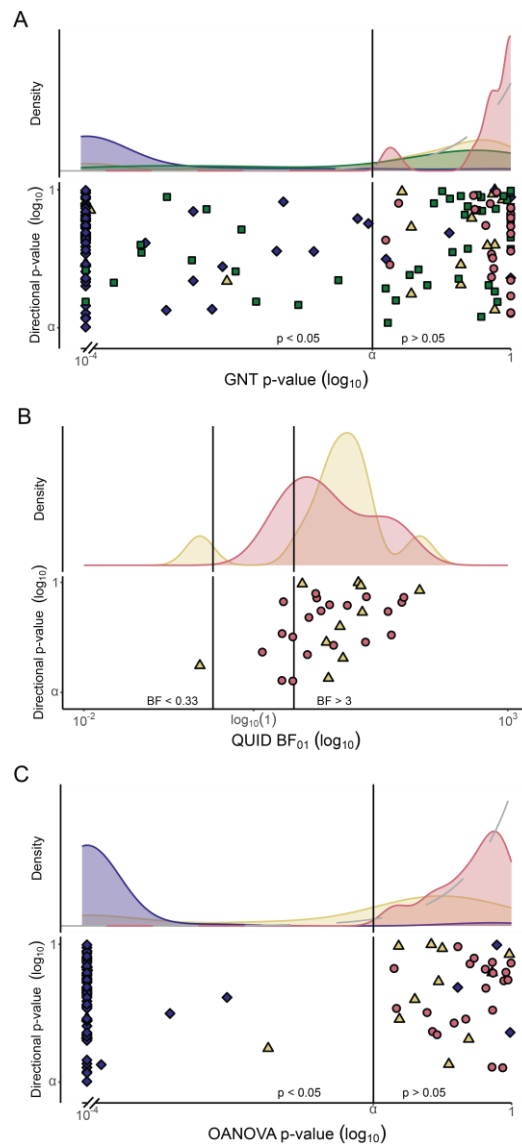 A
Density
Directional p-value (log10)
1
α
p < 0.05
p > 0.05
10-4
α
1
GNT p-value (log10)
B
Density
Directional p-value (log10)
1
α
BF < 0.33
BF > 3
10-2
log10(1)
103
QUID BF01 (log10)
C
Density
Directional p-value (log10)
1
α
p < 0.05
p > 0.05
10-4
α
1
OANOVA p-value (log10)